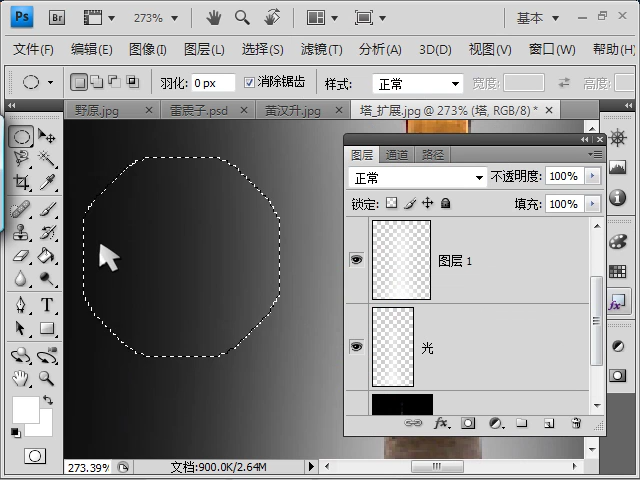 Ps Br 273% 基本
文件(F) 编辑(E) 图像(I) 图层(L) 选择(S) 滤镜(T) 分析(A) 3D(D) 视图(V) 窗口(W) 帮助(H)
羽化: 0 px 消除锯齿 样式: 正常 宽度: 高度:
野原.jpg 雷震子.psd 黄汉升.jpg 塔_扩展.jpg @ 273% (塔, RGB/8) *
图层 通道 路径
正常 不透明度: 100%
锁定: 填充: 100%
图层 1
光
273.39% 文档:900.0K/2.64M